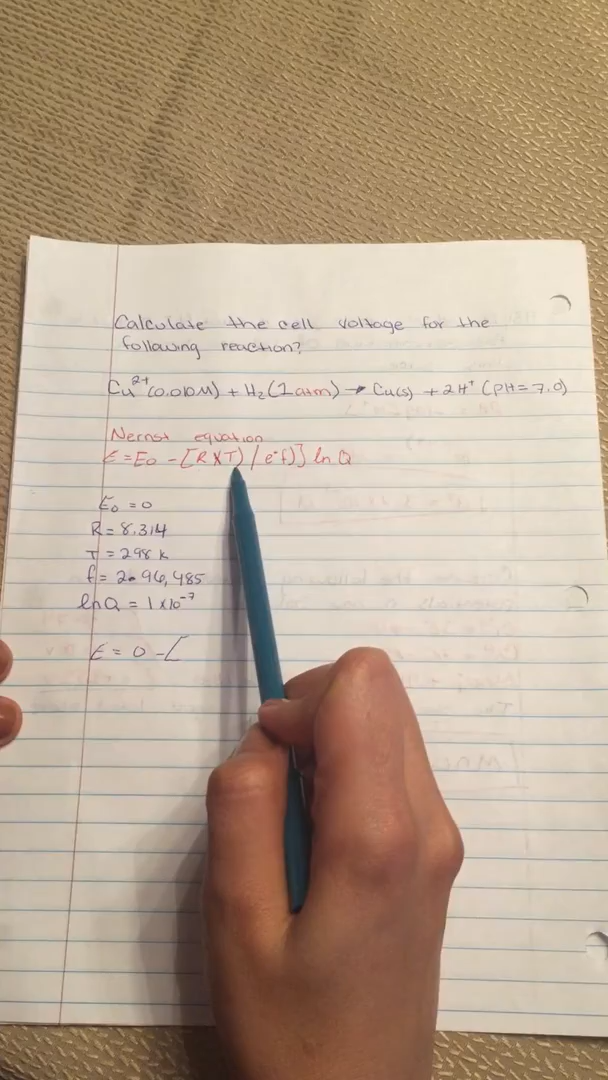 Calculate the cell voltage for the
following reaction?
Cu²⁺(0.010M) + H₂(1atm) → Cu(s) + 2H⁺ (PH=7.0)
Nernst equation
E = E₀ - [R×T) / e⁻f)] ln Q
E₀ = 0
R = 8.314
T = 298 K
f = 2•96,485
lnQ = 1×10⁻⁷
E = 0 - [